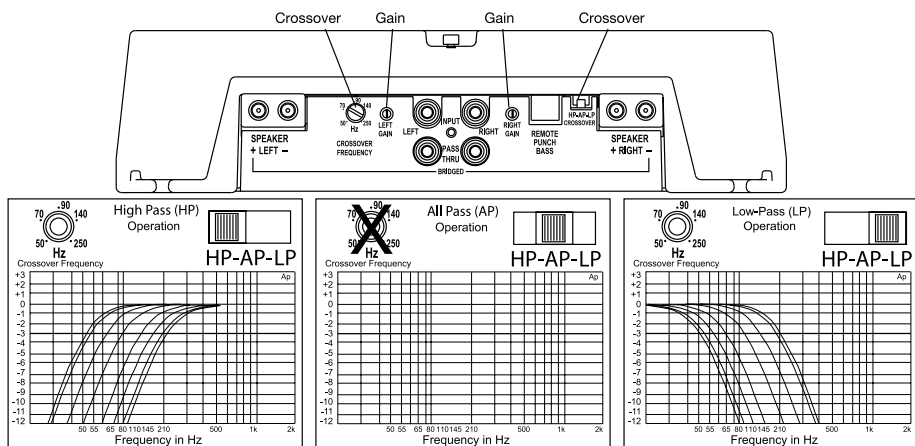 Crossover Gain Gain Crossover
70 .90 140
50 250
Hz
CROSSOVER
FREQUENCY
LEFT
GAIN
LEFT
INPUT
RIGHT
PASS
THRU
RIGHT
GAIN
REMOTE
PUNCH
BASS
HP-AP-LP
CROSSOVER
SPEAKER
+ LEFT -
SPEAKER
+ RIGHT -
BRIDGED
70 .90 140
50 250
Hz
Crossover Frequency
High Pass (HP)
Operation
HP-AP-LP
Ap
+3
+2
+1
0
-1
-2
-3
-4
-5
-6
-7
-8
-9
-10
-11
-12
50 55 65 80 110 145 210 500 1k 2k
Frequency in Hz
70 .90 140
50 250
Hz
Crossover Frequency
All Pass (AP)
Operation
HP-AP-LP
Ap
+3
+2
+1
0
-1
-2
-3
-4
-5
-6
-7
-8
-9
-10
-11
-12
50 55 65 80 110 145 210 500 1k 2k
Frequency in Hz
70 .90 140
50 250
Hz
Crossover Frequency
Low-Pass (LP)
Operation
HP-AP-LP
Ap
+3
+2
+1
0
-1
-2
-3
-4
-5
-6
-7
-8
-9
-10
-11
-12
50 55 65 80 110 145 210 500 1k 2k
Frequency in Hz